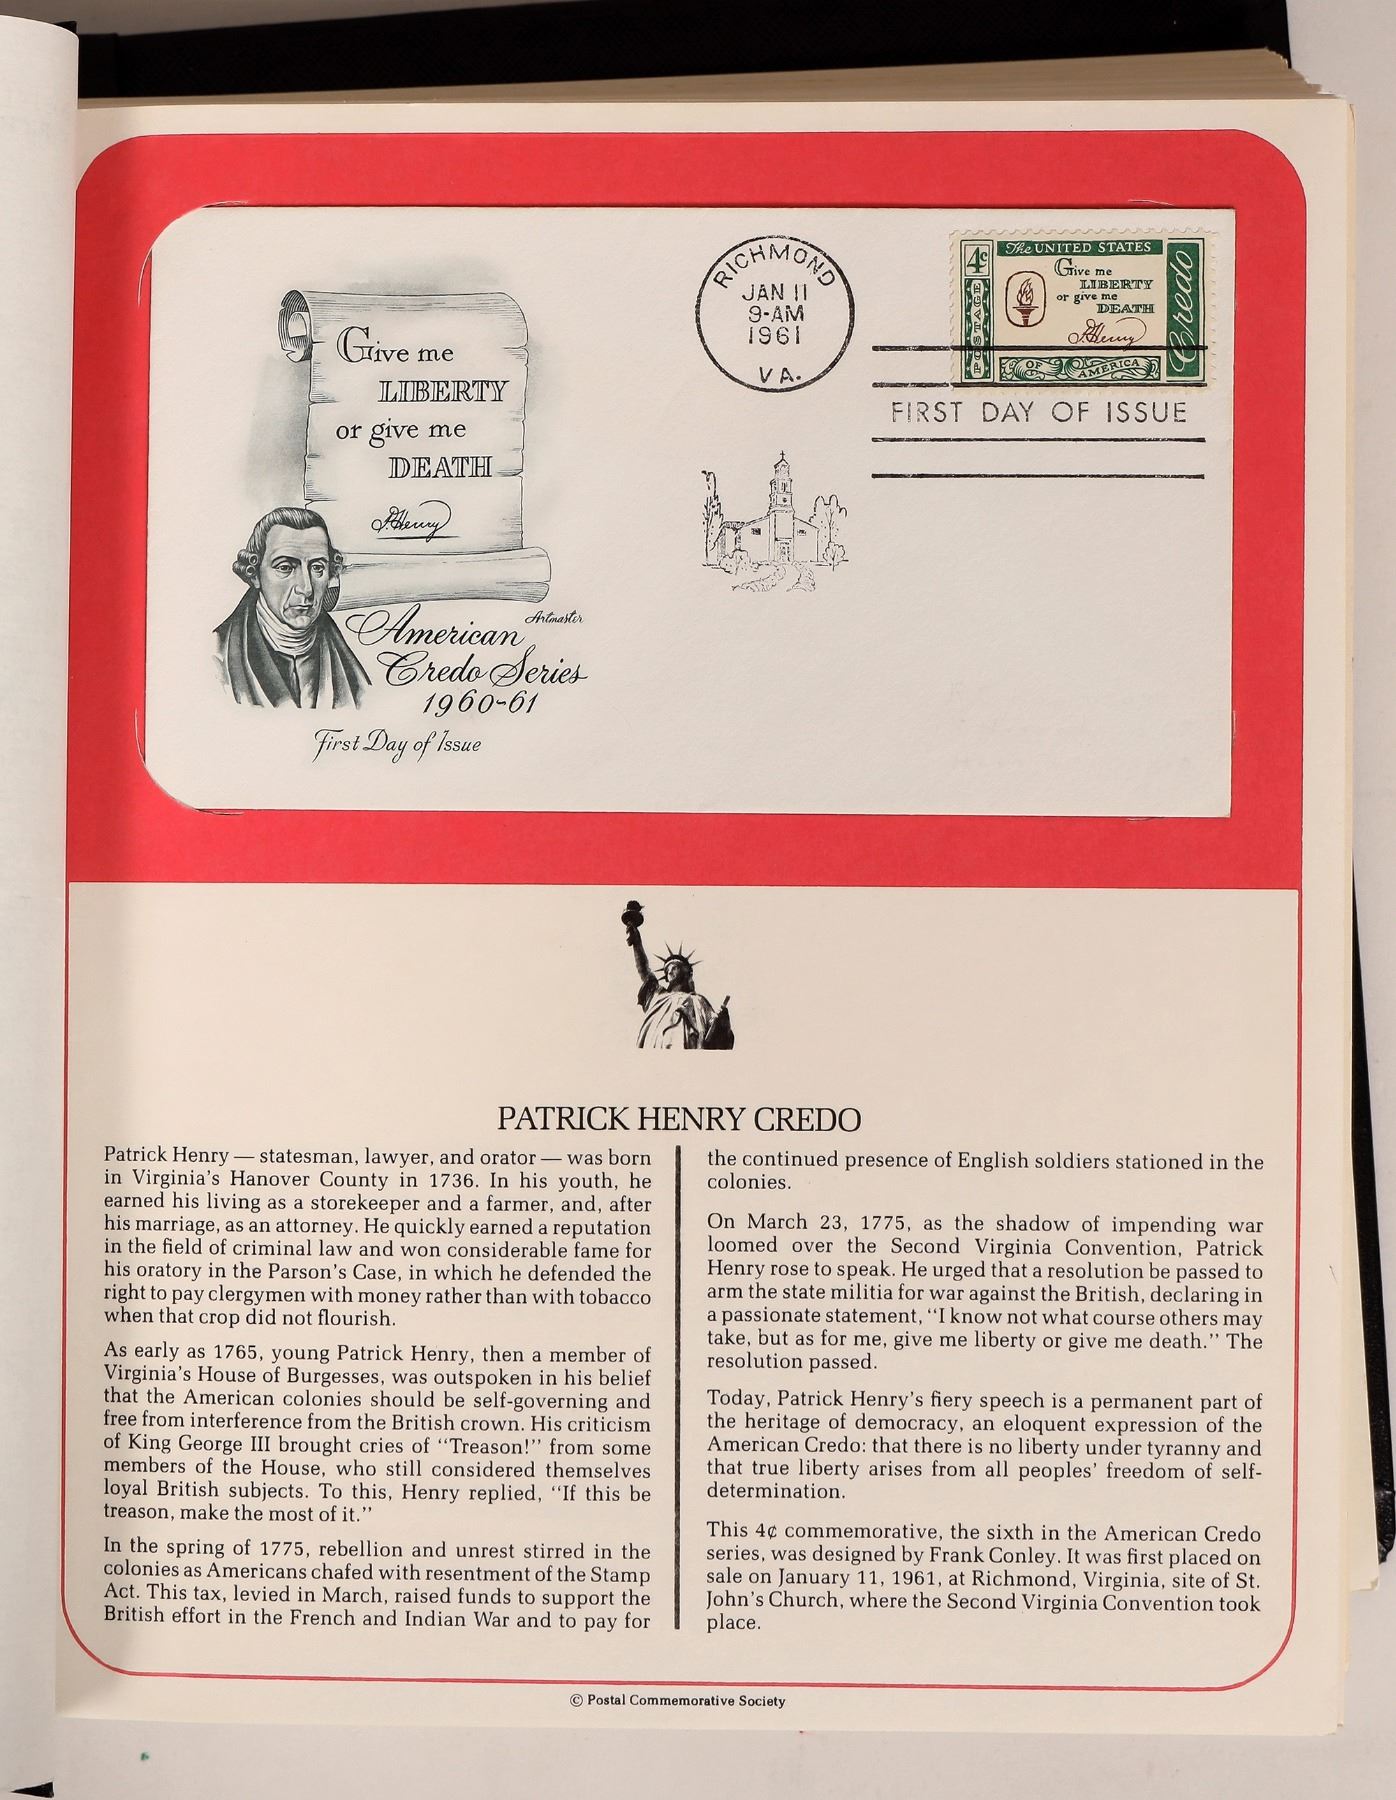 Give me
LIBERTY
or give me
DEATH
P. Henry
Artmaster
American
Credo Series
1960-61
First Day of Issue
RICHMOND
JAN 11
9-AM
1961
VA.
4c
POSTAGE
The UNITED STATES
Give me
LIBERTY
or give me
DEATH
P. Henry
OF AMERICA
Credo
FIRST DAY OF ISSUE
PATRICK HENRY CREDO
Patrick Henry — statesman, lawyer, and orator — was born
in Virginia's Hanover County in 1736. In his youth, he
earned his living as a storekeeper and a farmer, and, after
his marriage, as an attorney. He quickly earned a reputation
in the field of criminal law and won considerable fame for
his oratory in the Parson's Case, in which he defended the
right to pay clergymen with money rather than with tobacco
when that crop did not flourish.
As early as 1765, young Patrick Henry, then a member of
Virginia's House of Burgesses, was outspoken in his belief
that the American colonies should be self-governing and
free from interference from the British crown. His criticism
of King George III brought cries of "Treason!" from some
members of the House, who still considered themselves
loyal British subjects. To this, Henry replied, "If this be
treason, make the most of it."
In the spring of 1775, rebellion and unrest stirred in the
colonies as Americans chafed with resentment of the Stamp
Act. This tax, levied in March, raised funds to support the
British effort in the French and Indian War and to pay for
the continued presence of English soldiers stationed in the
colonies.
On March 23, 1775, as the shadow of impending war
loomed over the Second Virginia Convention, Patrick
Henry rose to speak. He urged that a resolution be passed to
arm the state militia for war against the British, declaring in
a passionate statement, "I know not what course others may
take, but as for me, give me liberty or give me death." The
resolution passed.
Today, Patrick Henry's fiery speech is a permanent part of
the heritage of democracy, an eloquent expression of the
American Credo: that there is no liberty under tyranny and
that true liberty arises from all peoples' freedom of self-
determination.
This 4¢ commemorative, the sixth in the American Credo
series, was designed by Frank Conley. It was first placed on
sale on January 11, 1961, at Richmond, Virginia, site of St.
John's Church, where the Second Virginia Convention took
place.
© Postal Commemorative Society